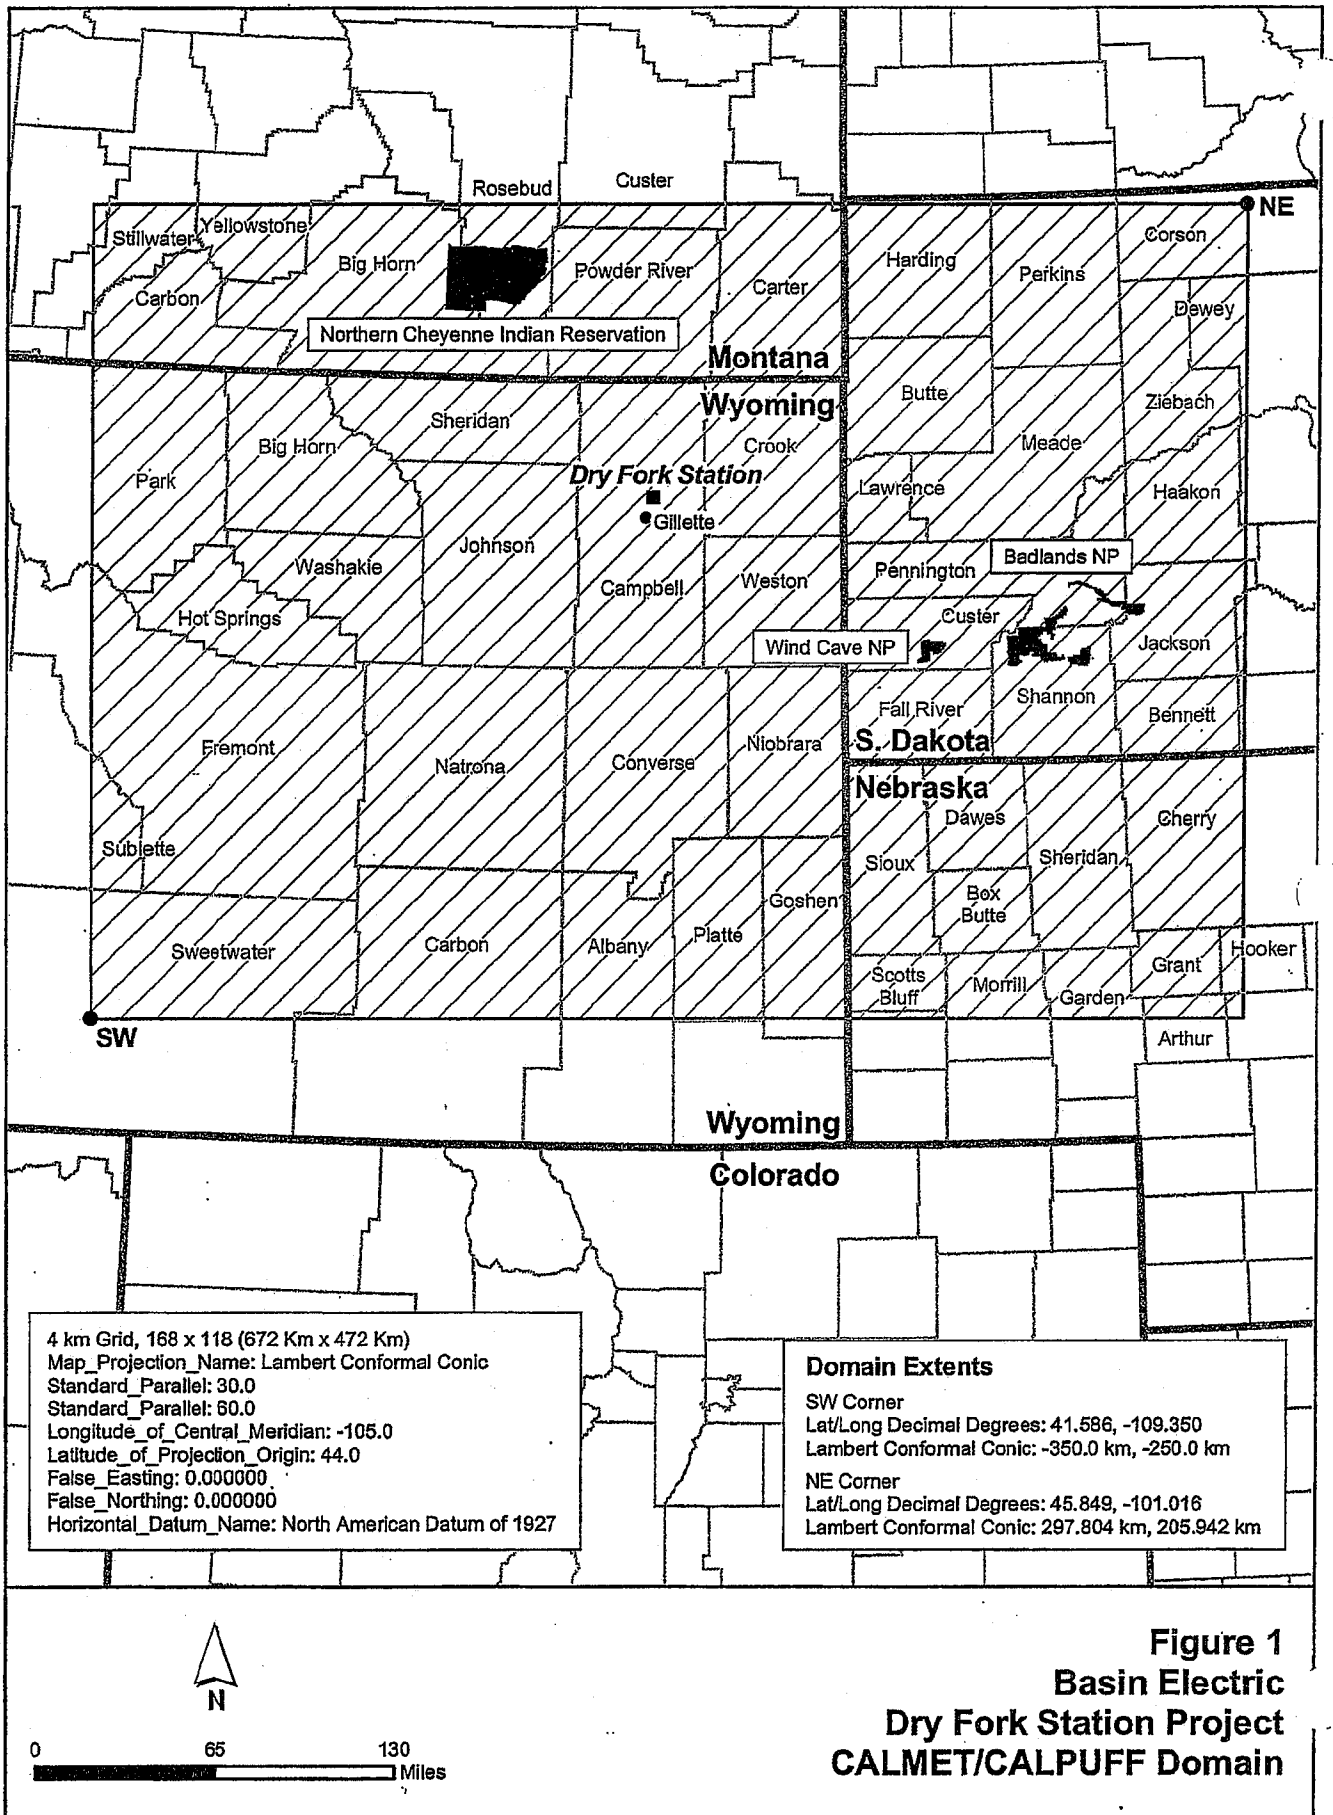 Rosebud
Custer
NE
Stillwater
Yellowstone
Big Horn
Powder River
Carter
Carbon
Harding
Perkins
Corson
Dewey
Northern Cheyenne Indian Reservation
Montana
Wyoming
Butte
Ziebach
Sheridan
Big Horn
Crook
Meade
Park
Dry Fork Station
Lawrence
Haakon
Gillette
Johnson
Washakie
Campbell
Weston
Pennington
Badlands NP
Hot Springs
Custer
Wind Cave NP
Jackson
Shannon
Fall River
Bennett
Fremont
Natrona
Converse
Niobrara
S. Dakota
Nebraska
Dawes
Cherry
Sublette
Sioux
Sheridan
Box
Butte
Goshen
Sweetwater
Carbon
Albany
Platte
Scotts
Bluff
Morrill
Garden
Grant
Hooker
SW
Arthur
Wyoming
Colorado
4 km Grid, 168 x 118 (672 Km x 472 Km)
Map_Projection_Name: Lambert Conformal Conic
Standard_Parallel: 30.0
Standard_Parallel: 60.0
Longitude_of_Central_Meridian: -105.0
Latitude_of_Projection_Origin: 44.0
False_Easting: 0.000000
False_Northing: 0.000000
Horizontal_Datum_Name: North American Datum of 1927
Domain Extents
SW Corner
Lat/Long Decimal Degrees: 41.586, -109.350
Lambert Conformal Conic: -350.0 km, -250.0 km
NE Corner
Lat/Long Decimal Degrees: 45.849, -101.016
Lambert Conformal Conic: 297.804 km, 205.942 km
N
0 65 130
Miles
Figure 1
Basin Electric
Dry Fork Station Project
CALMET/CALPUFF Domain